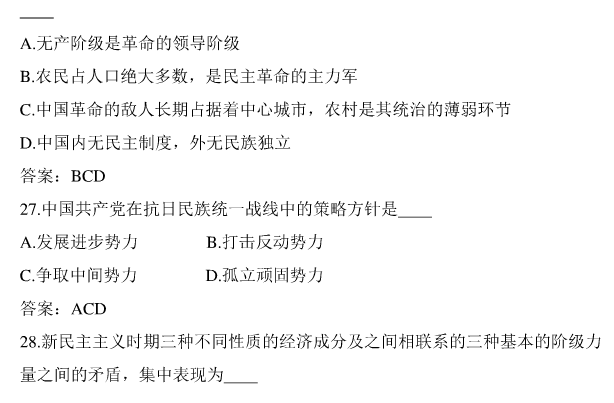 ____
A.无产阶级是革命的领导阶级
B.农民占人口绝大多数，是民主革命的主力军
C.中国革命的敌人长期占据着中心城市，农村是其统治的薄弱环节
D.中国内无民主制度，外无民族独立
答案：BCD
27.中国共产党在抗日民族统一战线中的策略方针是____
A.发展进步势力 B.打击反动势力
C.争取中间势力 D.孤立顽固势力
答案：ACD
28.新民主主义时期三种不同性质的经济成分及之间相联系的三种基本的阶级力
量之间的矛盾，集中表现为____